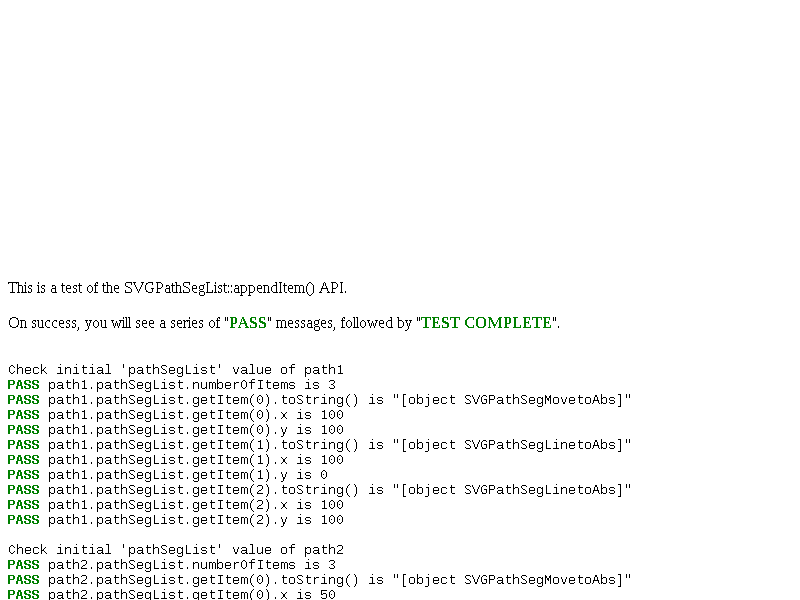 This is a test of the SVGPathSegList::appendItem() API.
On success, you will see a series of "PASS" messages, followed by "TEST COMPLETE".
Check initial 'pathSegList' value of path1
PASS path1.pathSegList.numberOfItems is 3
PASS path1.pathSegList.getItem(0).toString() is "[object SVGPathSegMovetoAbs]"
PASS path1.pathSegList.getItem(0).x is 100
PASS path1.pathSegList.getItem(0).y is 100
PASS path1.pathSegList.getItem(1).toString() is "[object SVGPathSegLinetoAbs]"
PASS path1.pathSegList.getItem(1).x is 100
PASS path1.pathSegList.getItem(1).y is 0
PASS path1.pathSegList.getItem(2).toString() is "[object SVGPathSegLinetoAbs]"
PASS path1.pathSegList.getItem(2).x is 100
PASS path1.pathSegList.getItem(2).y is 100
Check initial 'pathSegList' value of path2
PASS path2.pathSegList.numberOfItems is 3
PASS path2.pathSegList.getItem(0).toString() is "[object SVGPathSegMovetoAbs]"
PASS path2.pathSegList.getItem(0).x is 50